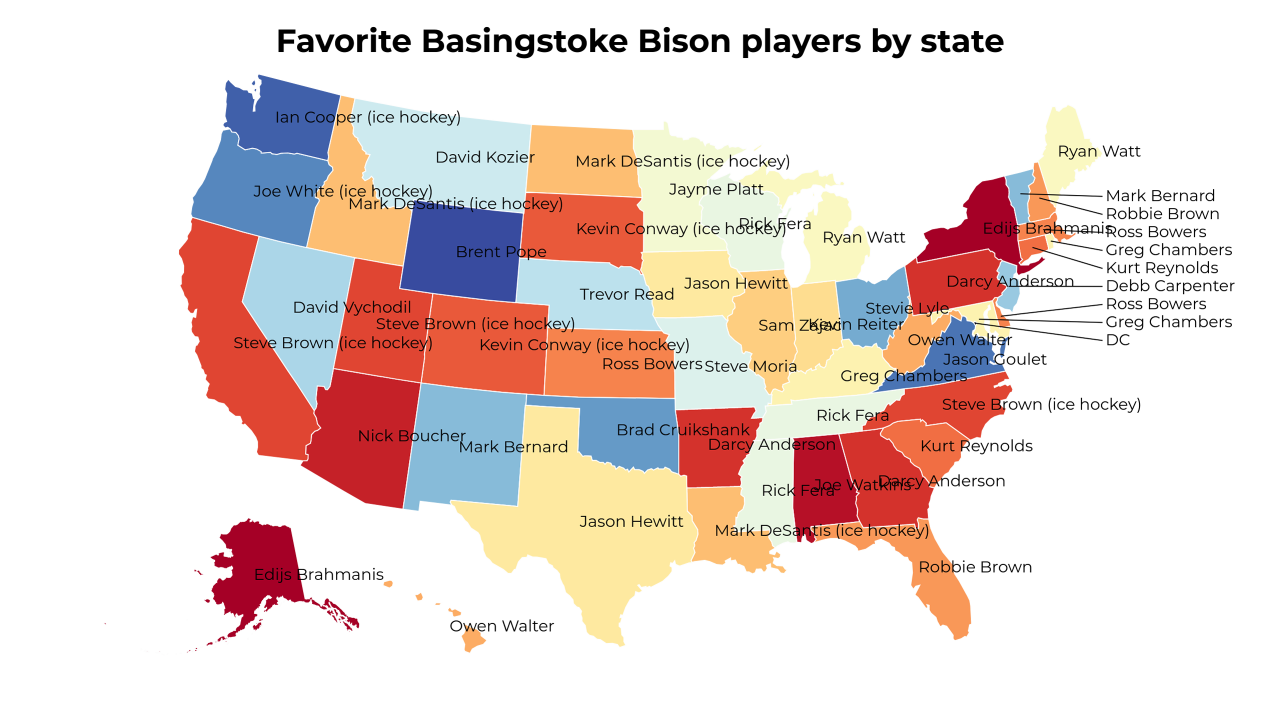 Favorite Basingstoke Bison players by state
Ian Cooper (ice hockey)
Ryan Watt
David Kozier
Mark DeSantis (ice hockey)
Jayme Platt
Joe White (ice hockey)
Mark DeSantis (ice hockey)
Mark Bernard
Robbie Brown
Rick Fera
Kevin Conway (ice hockey)
Edijs Brahmanis
Ross Bowers
Ryan Watt
Brent Pope
Greg Chambers
Kurt Reynolds
Darcy Anderson
Jason Hewitt
Debb Carpenter
Trevor Read
Ross Bowers
David Vychodil
Stevie Lyle
Steve Brown (ice hockey)
Sam Zajac
Kevin Reiter
Greg Chambers
Steve Brown (ice hockey)
Kevin Conway (ice hockey)
Owen Walter
DC
Ross Bowers
Steve Moria
Jason Goulet
Greg Chambers
Steve Brown (ice hockey)
Rick Fera
Nick Boucher
Mark Bernard
Brad Cruikshank
Darcy Anderson
Kurt Reynolds
Rick Fera
Joe Watkins
Darcy Anderson
Jason Hewitt
Mark DeSantis (ice hockey)
Robbie Brown
Edijs Brahmanis
Owen Walter